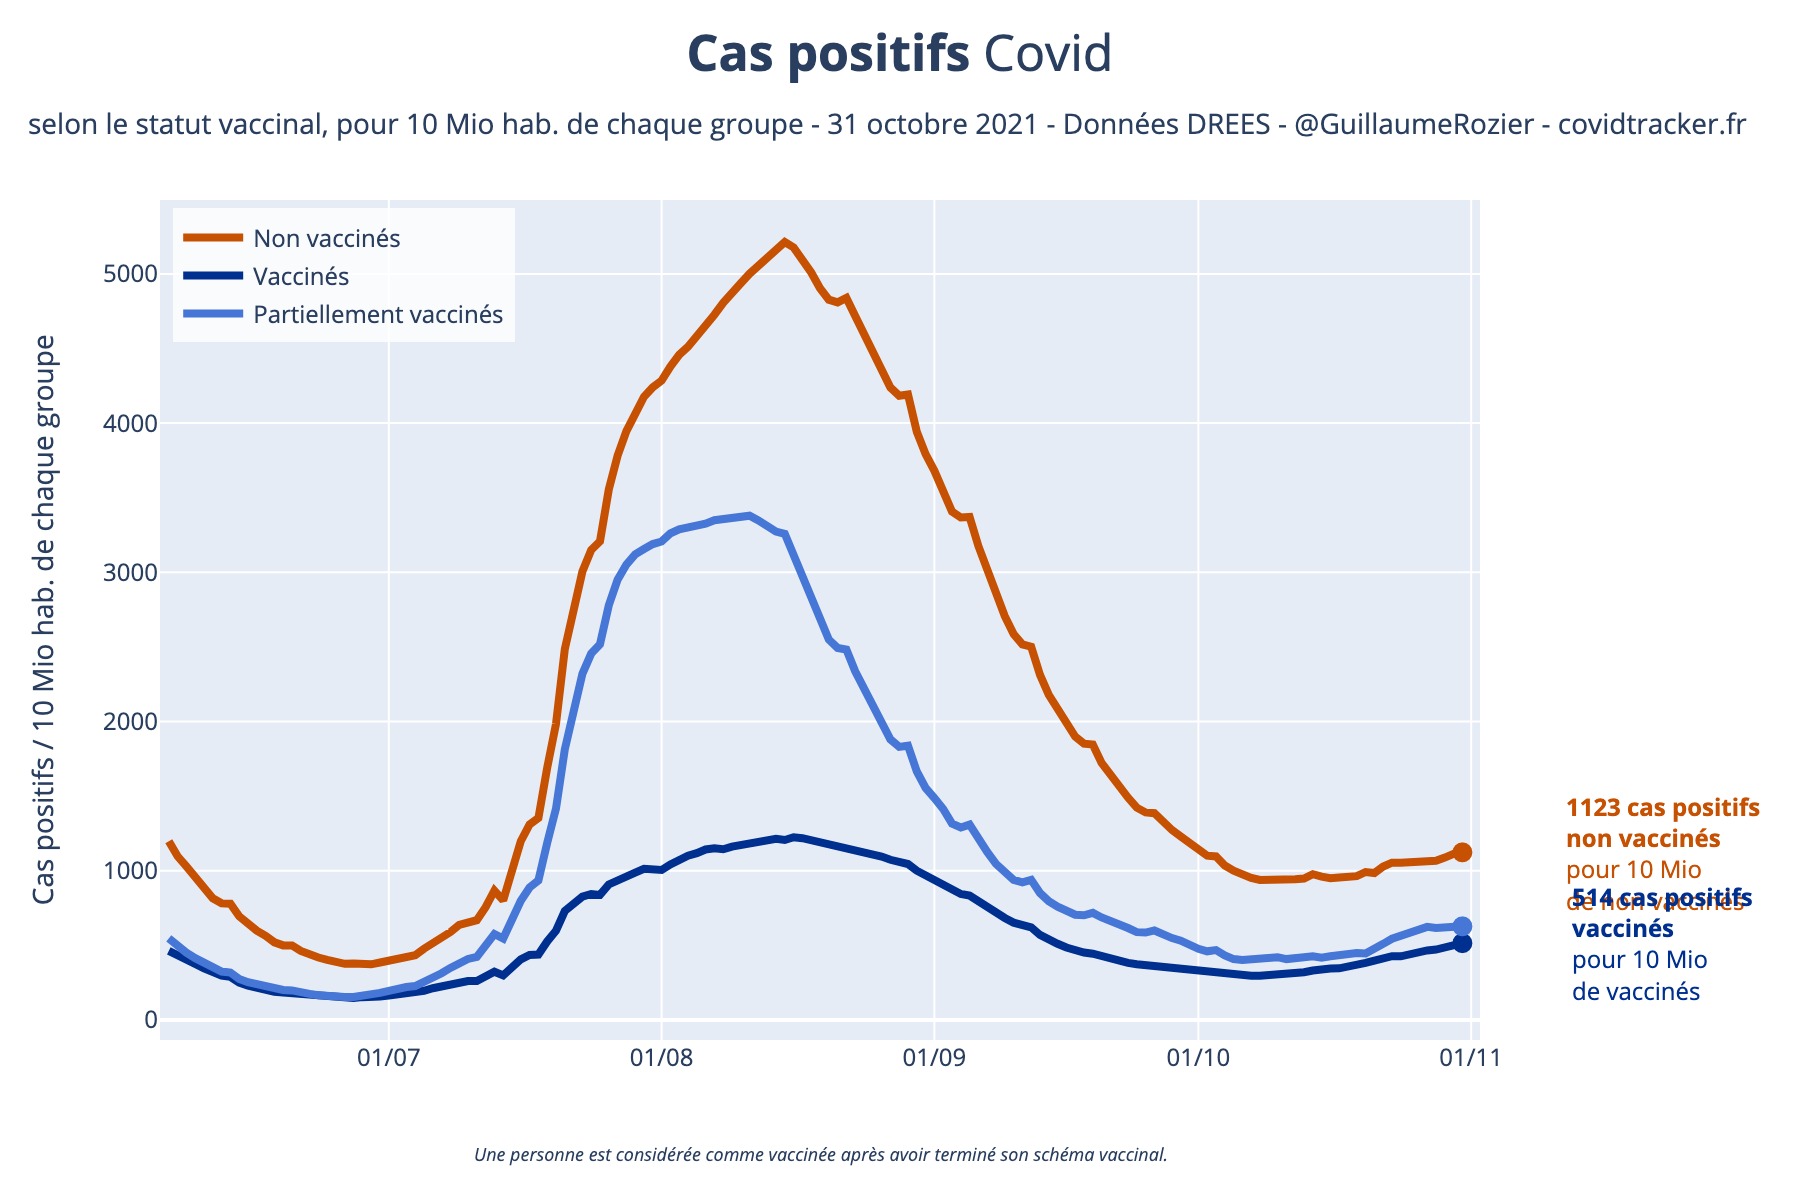 Cas positifs Covid
selon le statut vaccinal, pour 10 Mio hab. de chaque groupe - 31 octobre 2021 - Données DREES - @GuillaumeRozier - covidtracker.fr
Non vaccinés
Vaccinés
Partiellement vaccinés
Cas positifs / 10 Mio hab. de chaque groupe
5000
4000
3000
2000
1000
0
01/07
01/08
01/09
01/10
01/11
1123 cas positifs
non vaccinés
pour 10 Mio
de non vaccinés
514 cas positifs
vaccinés
pour 10 Mio
de vaccinés
Une personne est considérée comme vaccinée après avoir terminé son schéma vaccinal.